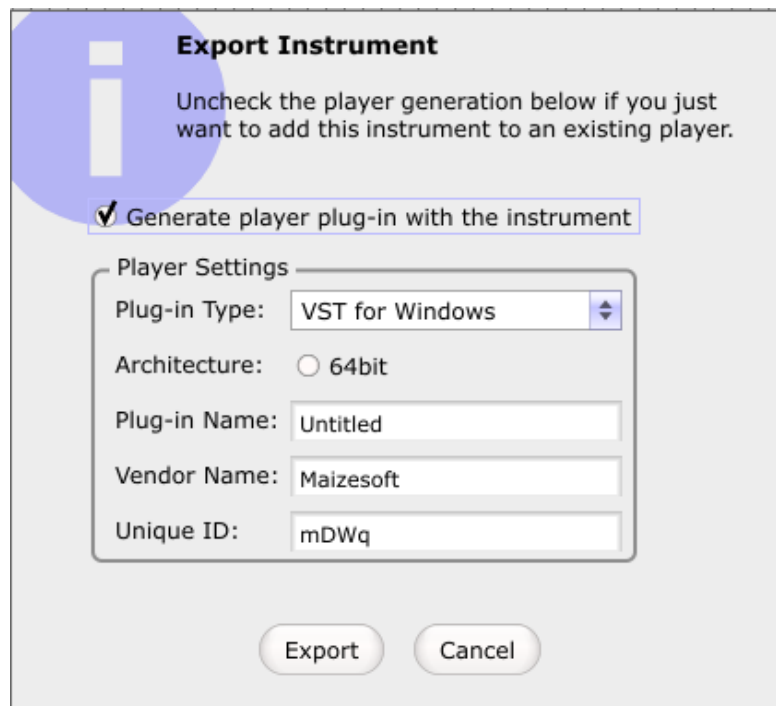 Export Instrument
Uncheck the player generation below if you just
want to add this instrument to an existing player.
Generate player plug-in with the instrument
Player Settings
Plug-in Type: VST for Windows
Architecture: 64bit
Plug-in Name: Untitled
Vendor Name: Maizesoft
Unique ID: mDWq
Export Cancel